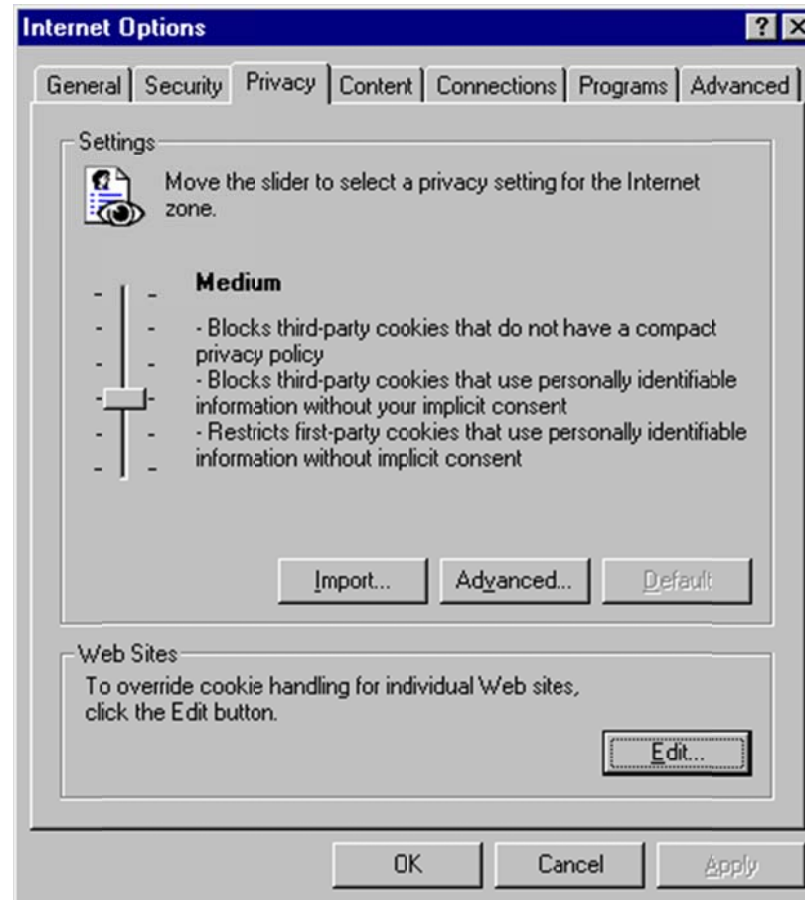 Internet Options
?
General Security Privacy Content Connections Programs Advanced
Settings
Move the slider to select a privacy setting for the Internet
zone.
Medium
- Blocks third-party cookies that do not have a compact
privacy policy
- Blocks third-party cookies that use personally identifiable
information without your implicit consent
- Restricts first-party cookies that use personally identifiable
information without implicit consent
Import... Advanced... Default
Web Sites
To override cookie handling for individual Web sites,
click the Edit button.
Edit...
OK Cancel Apply